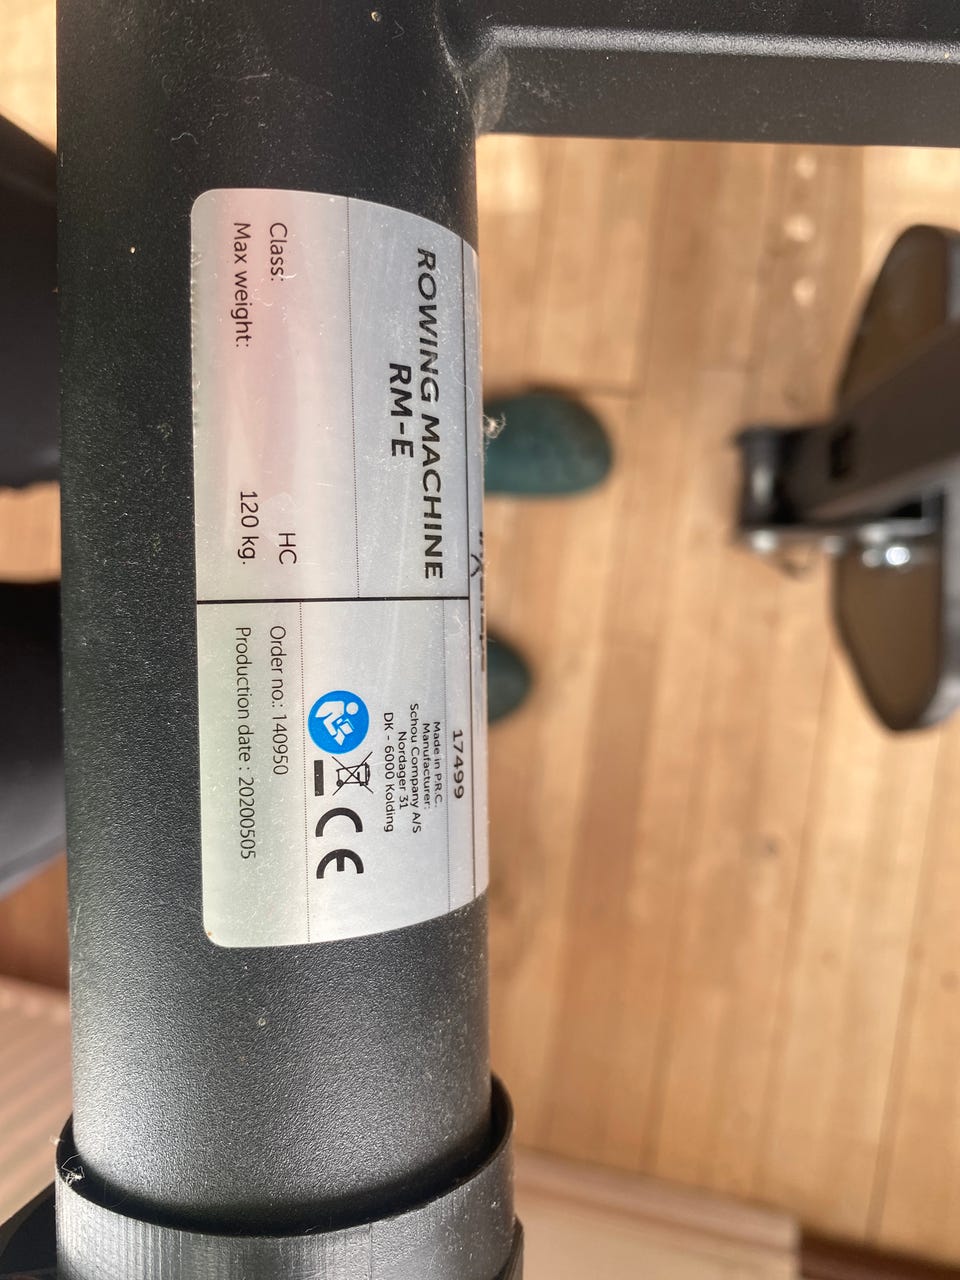 ROWING MACHINE
RM-E
Class: HC
Max weight: 120 kg.
17499
Made in P.R.C.
Manufacturer:
Schou Company A/S
Nordager 31
DK - 6000 Kolding
CE
Order no.: 140950
Production date : 20200505